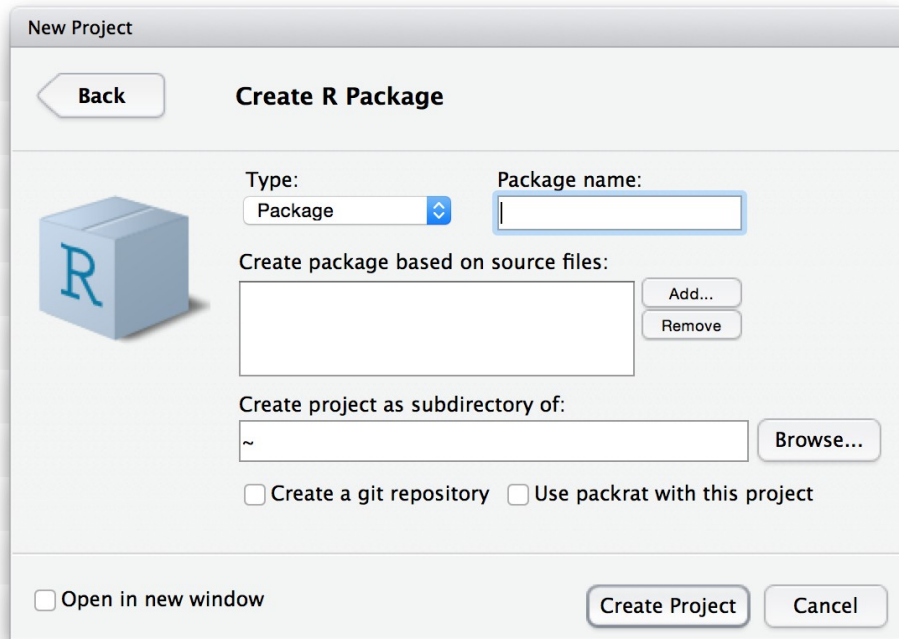 New Project
Back
Create R Package
Type:
Package name:
Package
R
Create package based on source files:
Add...
Remove
Create project as subdirectory of:
~
Browse...
Create a git repository
Use packrat with this project
Open in new window
Create Project
Cancel